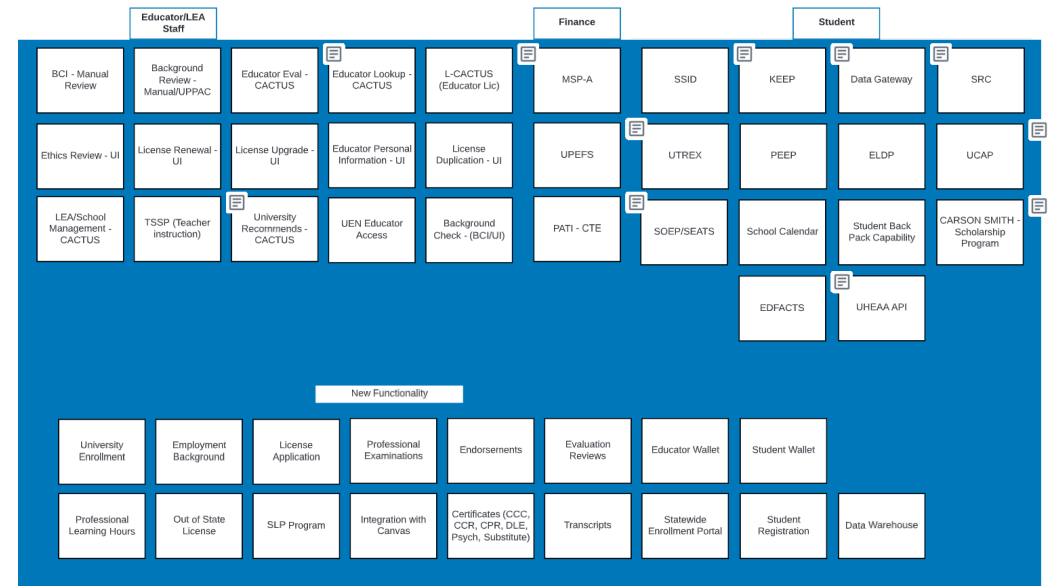 Educator/LEA
Staff
Finance
Student
BCI - Manual
Review
Background
Review -
Manual/UPPAC
Educator Eval -
CACTUS
Educator Lookup -
CACTUS
L-CACTUS
(Educator Lic)
MSP-A
SSID
KEEP
Data Gateway
SRC
Ethics Review - UI
License Renewal -
UI
License Upgrade -
UI
Educator Personal
Information - UI
License
Duplication - UI
UPEFS
UTREX
PEEP
ELDP
UCAP
LEA/School
Management -
CACTUS
TSSP (Teacher
instruction)
University
Recommends -
CACTUS
UEN Educator
Access
Background
Check - (BCI/UI)
PATI - CTE
SOEP/SEATS
School Calendar
Student Back
Pack Capability
CARSON SMITH -
Scholarship
Program
EDFACTS
UHEAA API
New Functionality
University
Enrollment
Employment
Background
License
Application
Professional
Examinations
Endorsements
Evaluation
Reviews
Educator Wallet
Student Wallet
Professional
Learning Hours
Out of State
License
SLP Program
Integration with
Canvas
Certificates (CCC,
CCR, CPR, DLE,
Psych, Substitute)
Transcripts
Statewide
Enrollment Portal
Student
Registration
Data Warehouse